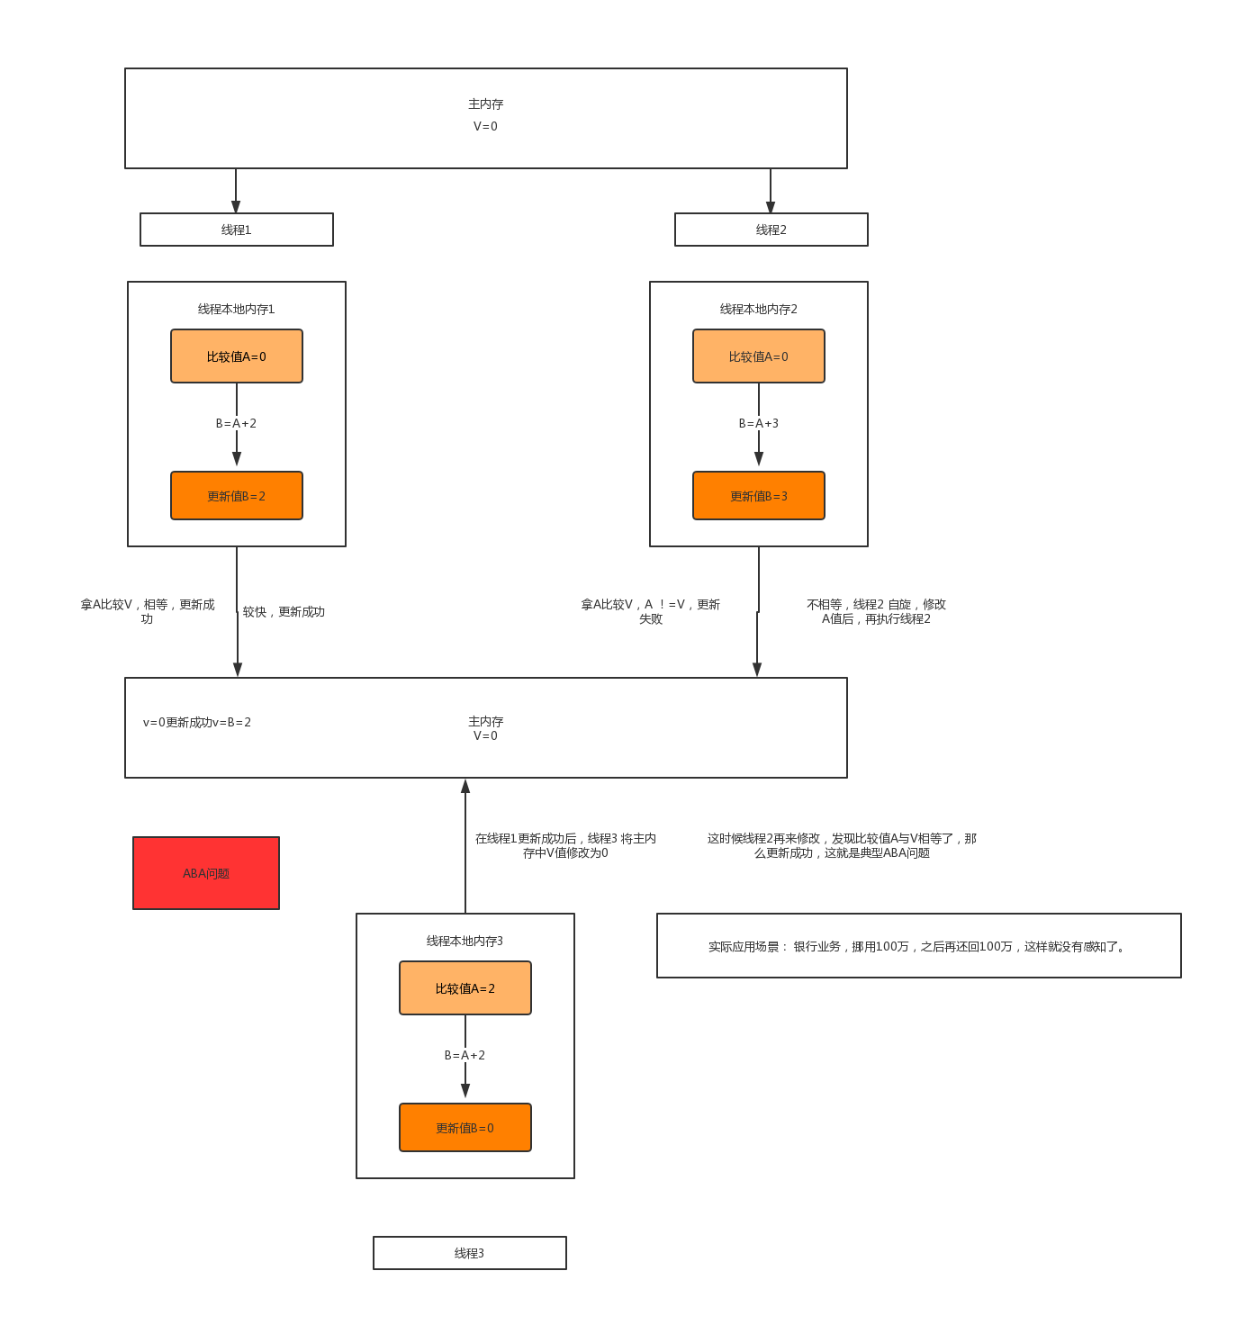 主内存
V=0
线程1
线程2
线程本地内存1
比较值A=0
B=A+2
更新值B=2
线程本地内存2
比较值A=0
B=A+3
更新值B=3
拿A比较V，相等，更新成
功
较快，更新成功
拿A比较V，A ！=V，更新
失败
不相等，线程2 自旋，修改
A值后，再执行线程2
v=0更新成功v=B=2
主内存
V=0
在线程1更新成功后，线程3 将主内
存中V值修改为0
这时候线程2再来修改，发现比较值A与V相等了，那
么更新成功，这就是典型ABA问题
ABA问题
线程本地内存3
比较值A=2
B=A+2
更新值B=0
实际应用场景： 银行业务，挪用100万，之后再还回100万，这样就没有感知了。
线程3